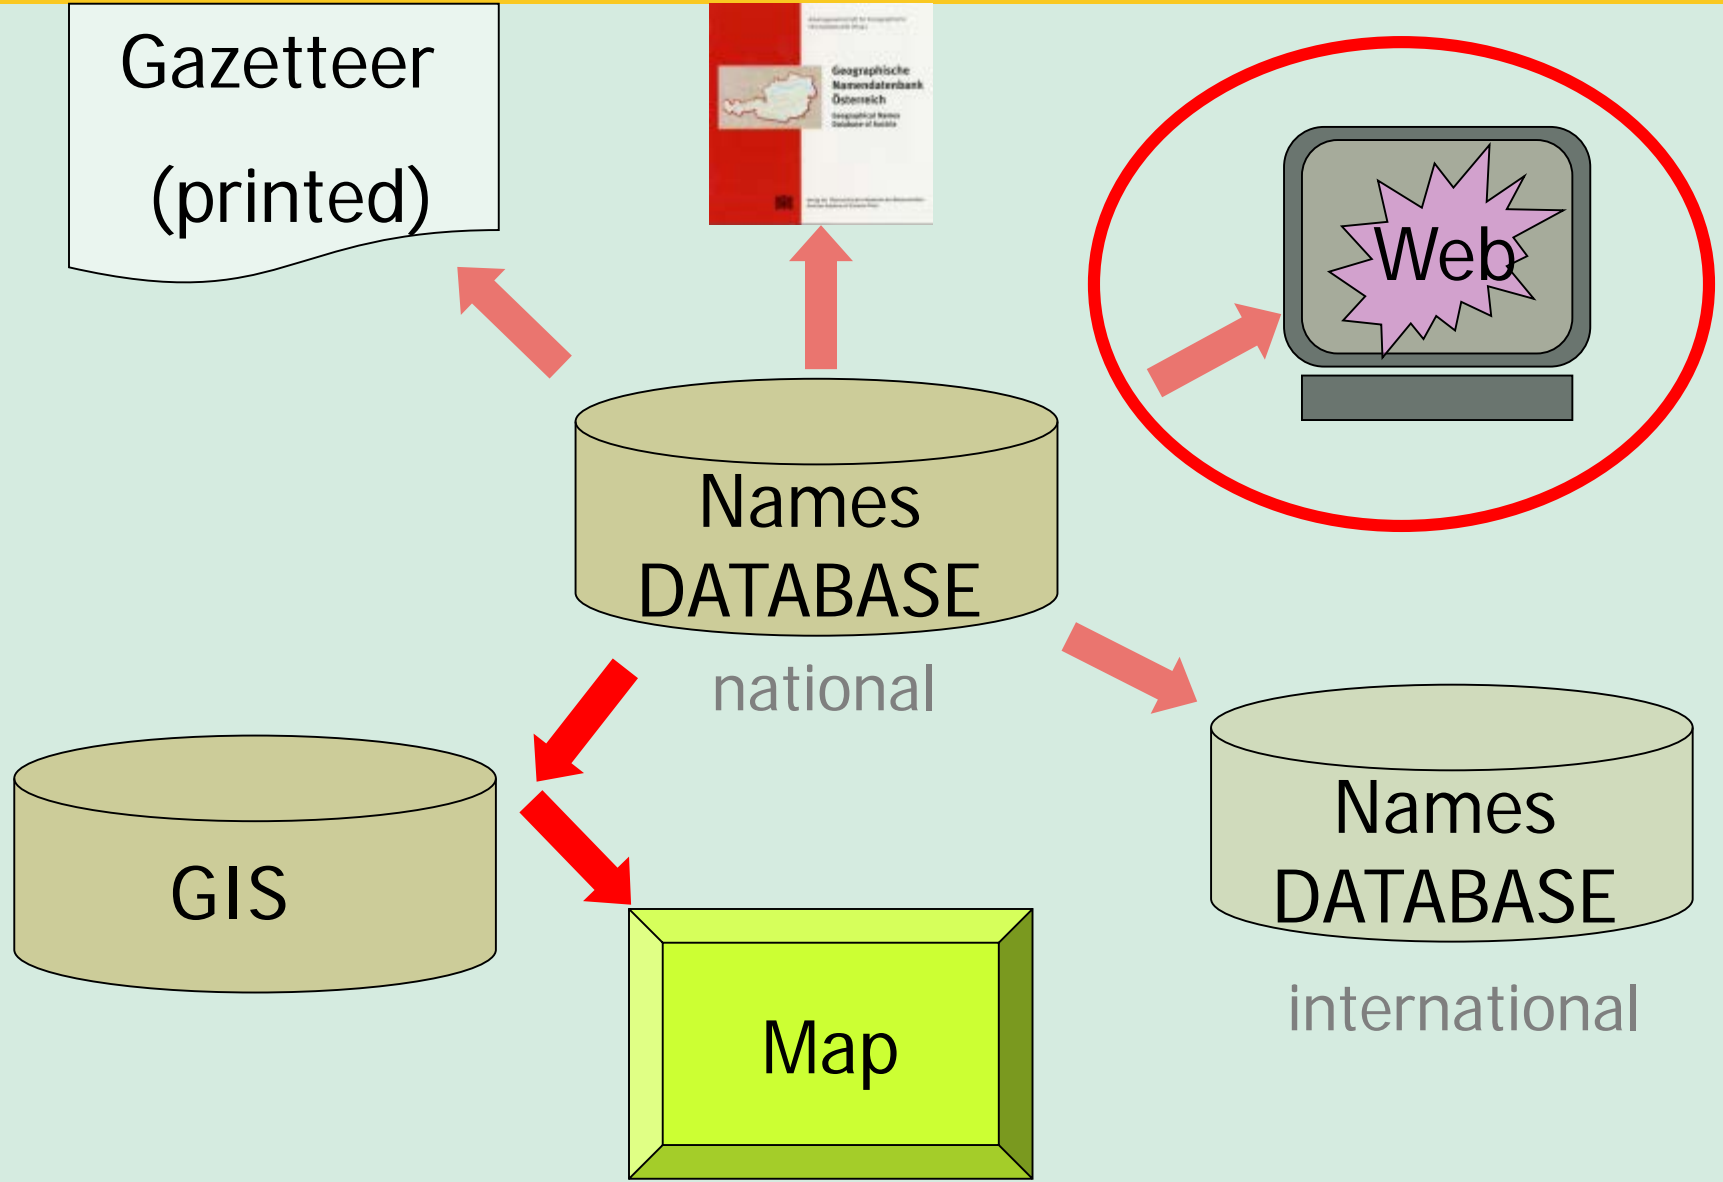 Gazetteer
(printed)
Geographische
Namendatenbank
Österreich
Geographical Names
Database of Austria
Web
Names
DATABASE
national
GIS
Names
DATABASE
international
Map